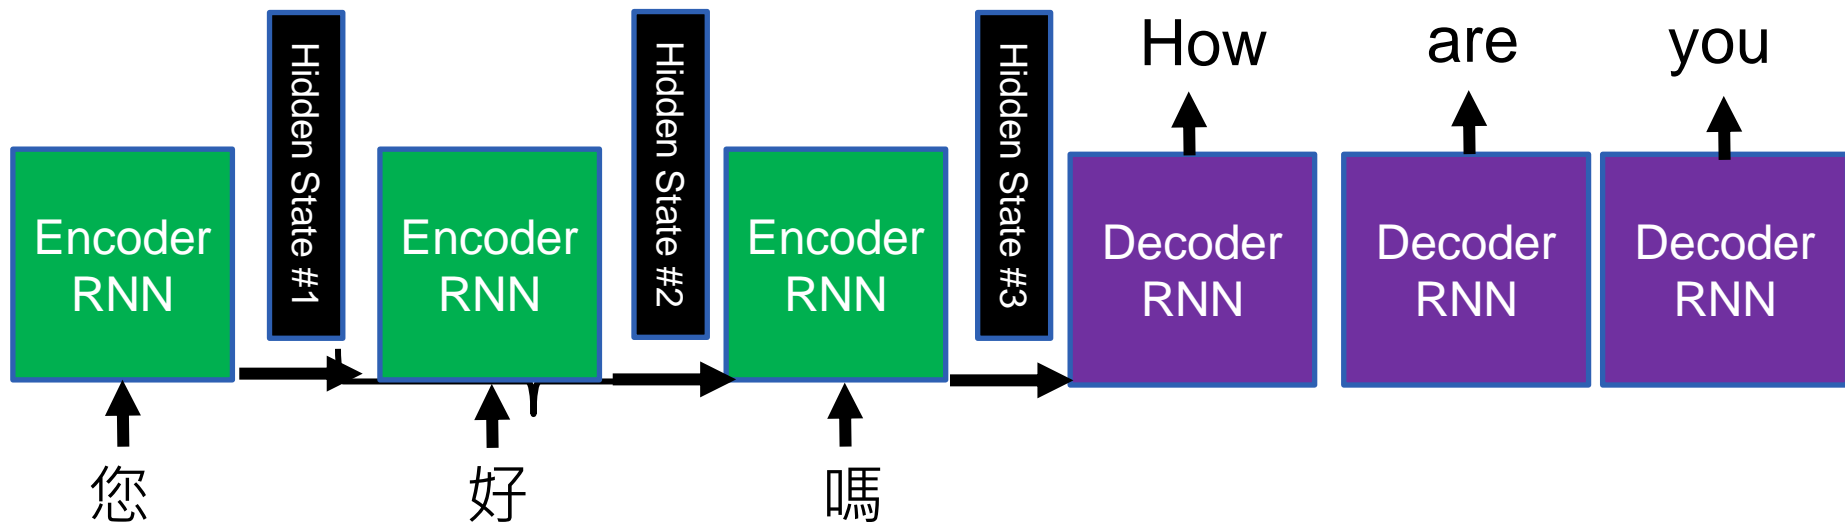 How are you
Hidden State #1
Hidden State #2
Hidden State #3
Encoder
RNN
Encoder
RNN
Encoder
RNN
Decoder
RNN
Decoder
RNN
Decoder
RNN
您 好 嗎